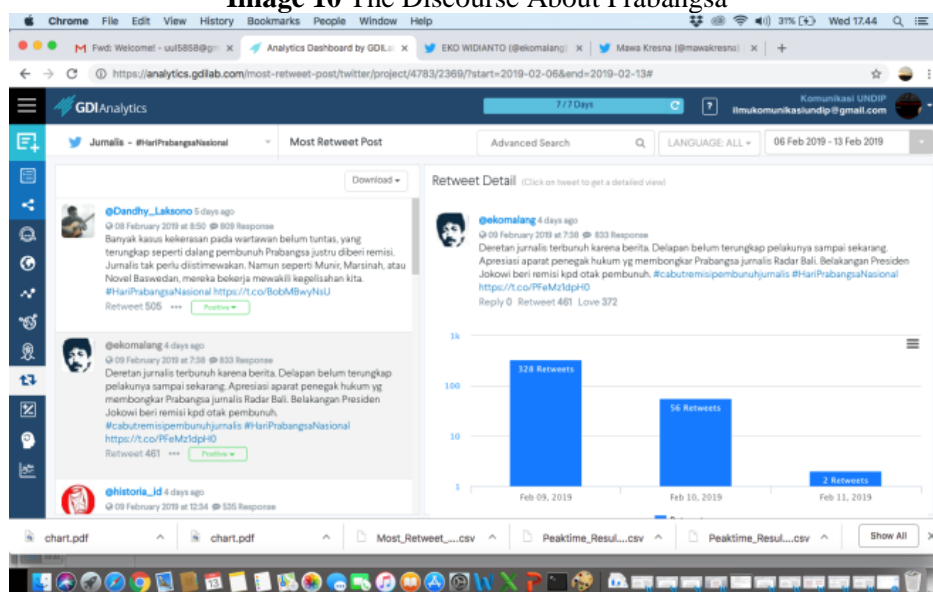 Image 10 The Discourse About Prabangsa
Chrome File Edit View History Bookmarks People Window Help 31% Wed 17.44
Fwd: Welcome! - uul5858@gm Analytics Dashboard by GDILa EKO WIDIANTO (@ekomalang) Mawa Kresna (@mawakresna)
https://analytics.gdilab.com/most-retweet-post/twitter/project/4783/2369/?start=2019-02-06&end=2019-02-13#
GDIAnalytics 7/7 Days ? Komunikasi UNDIP
ilmukomunikasiundip@gmail.com
Jurnalis - #HariPrabangsaNasional Most Retweet Post Advanced Search LANGUAGE: ALL 06 Feb 2019 - 13 Feb 2019
Download
@Dandhy_Laksono 5 days ago
08 February 2019 at 8:50 809 Response
Banyak kasus kekerasan pada wartawan belum tuntas, yang
terungkap seperti dalang pembunuh Prabangsa justru diberi remisi.
Jurnalis tak perlu diistimewakan. Namun seperti Munir, Marsinah, atau
Novel Baswedan, mereka bekerja mewakili kegelisahan kita.
#HariPrabangsaNasional https://t.co/BobMBwyNsU
Retweet 505 ••• Positive
@ekomalang 4 days ago
09 February 2019 at 7:38 833 Response
Deretan jurnalis terbunuh karena berita. Delapan belum terungkap
pelakunya sampai sekarang. Apresiasi aparat penegak hukum yg
membongkar Prabangsa jurnalis Radar Bali. Belakangan Presiden
Jokowi beri remisi kpd otak pembunuh.
#cabutremisipembunuhjurnalis #HariPrabangsaNasional
https://t.co/PFeMz1dpH0
Retweet 461 ••• Positive
@historia_id 4 days ago
09 February 2019 at 12:34 535 Response
Retweet Detail (Click on tweet to get a detailed view)
@ekomalang 4 days ago
09 February 2019 at 7:38 833 Response
Deretan jurnalis terbunuh karena berita. Delapan belum terungkap pelakunya sampai sekarang.
Apresiasi aparat penegak hukum yg membongkar Prabangsa jurnalis Radar Bali. Belakangan Presiden
Jokowi beri remisi kpd otak pembunuh. #cabutremisipembunuhjurnalis #HariPrabangsaNasional
https://t.co/PFeMz1dpH0
Reply 0 Retweet 461 Love 372
1k
100
10
1
328 Retweets
56 Retweets
2 Retweets
Feb 09, 2019 Feb 10, 2019 Feb 11, 2019
chart.pdf chart.pdf Most_Retweet_....csv Peaktime_Resul....csv Peaktime_Resul....csv Show All